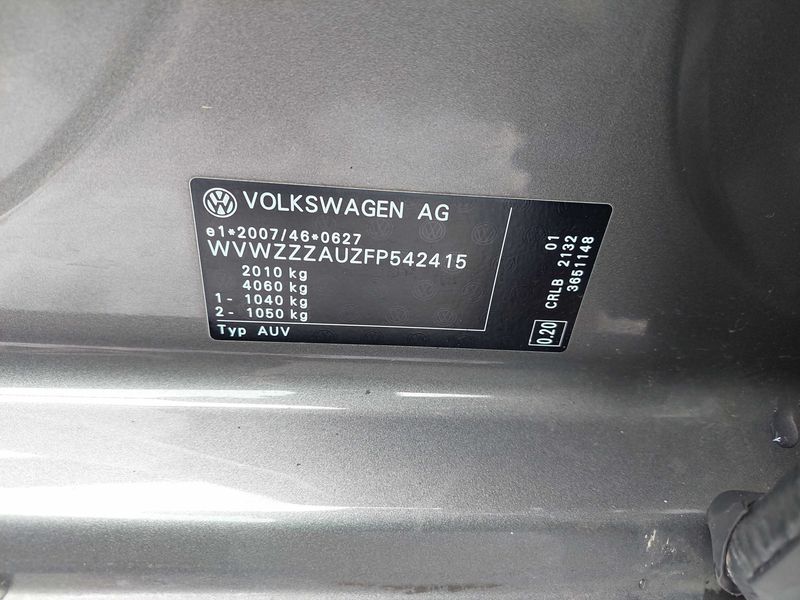 VOLKSWAGEN AG
e1*2007/46*0627
WVWZZZAUZFP542415
2010 kg
4060 kg
1 - 1040 kg
2 - 1050 kg
Typ AUV
01
CRLB 2132
3651148
0.20